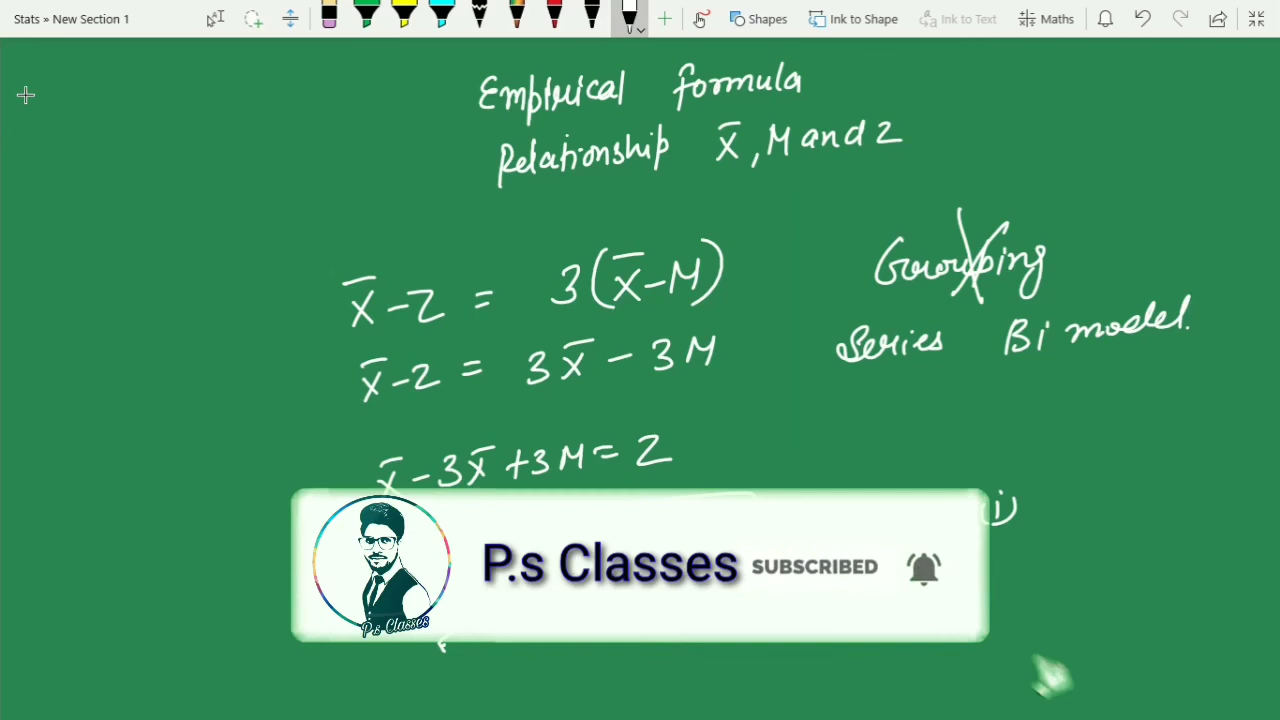 Stats » New Section 1
Shapes
Ink to Shape
Ink to Text
Maths
Empirical formula
Relationship x̄, M and Z
x̄ - Z = 3(x̄ - M)
x̄ - Z = 3x̄ - 3M
x̄ - 3x̄ + 3M = Z
Grouping
Series Bi model.
(i)
P.s Classes SUBSCRIBED
P.s Classes